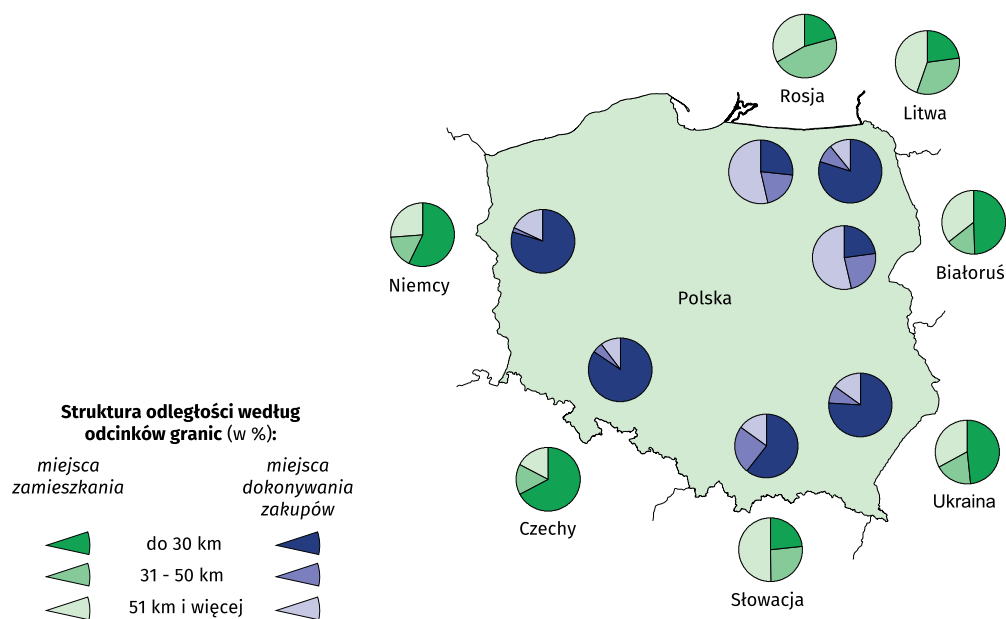 Rosja
Litwa
Niemcy
Białoruś
Polska
Struktura odległości według
odcinków granic (w %):
miejsca
zamieszkania
miejsca
dokonywania
zakupów
do 30 km
31 - 50 km
51 km i więcej
Czechy
Ukraina
Słowacja